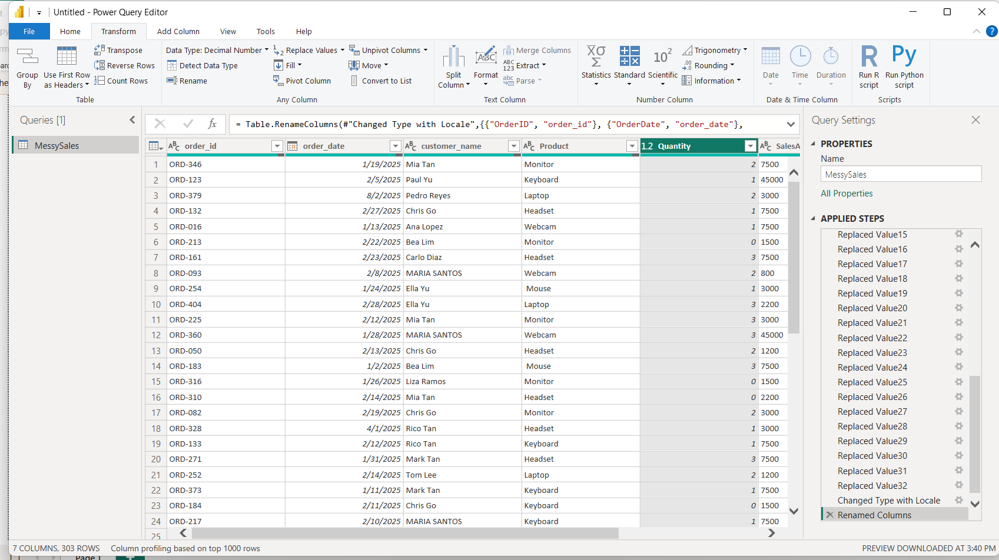 Untitled - Power Query Editor
File Home Transform Add Column View Tools Help
Group By
Use First Row as Headers
Transpose
Reverse Rows
Count Rows
Table
Data Type: Decimal Number
Detect Data Type
Rename
Replace Values
Fill
Pivot Column
Unpivot Columns
Move
Convert to List
Any Column
Split Column
Format
Merge Columns
Extract
Parse
Text Column
Statistics
Standard
Scientific
Trigonometry
Rounding
Information
Number Column
Date
Time
Duration
Date & Time Column
Run R script
Run Python script
Scripts
Queries [1]
MessySales
= Table.RenameColumns(#"Changed Type with Locale",{{"OrderID", "order_id"}, {"OrderDate", "order_date"},
order_id order_date customer_name Product 1.2 Quantity SalesA
1 ORD-346 1/19/2025 Mia Tan Monitor 2 7500
2 ORD-123 2/5/2025 Paul Yu Keyboard 1 45000
3 ORD-379 8/2/2025 Pedro Reyes Laptop 2 3000
4 ORD-132 2/27/2025 Chris Go Headset 1 7500
5 ORD-016 1/13/2025 Ana Lopez Webcam 1 7500
6 ORD-213 2/22/2025 Bea Lim Monitor 0 1500
7 ORD-161 2/23/2025 Carlo Diaz Headset 3 7500
8 ORD-093 2/8/2025 MARIA SANTOS Webcam 2 800
9 ORD-254 1/24/2025 Ella Yu Mouse 1 3000
10 ORD-404 2/28/2025 Ella Yu Laptop 3 2200
11 ORD-225 2/12/2025 Mia Tan Monitor 3 3000
12 ORD-360 1/28/2025 MARIA SANTOS Webcam 3 45000
13 ORD-050 2/13/2025 Chris Go Headset 2 1200
14 ORD-183 1/2/2025 Bea Lim Mouse 3 7500
15 ORD-316 1/26/2025 Liza Ramos Monitor 0 1500
16 ORD-310 2/14/2025 Mia Tan Headset 0 2200
17 ORD-082 2/19/2025 Chris Go Monitor 2 3000
18 ORD-328 4/1/2025 Rico Tan Headset 1 3000
19 ORD-133 2/12/2025 Rico Tan Keyboard 1 7500
20 ORD-271 1/31/2025 Mark Tan Headset 3 7500
21 ORD-252 2/14/2025 Tom Lee Laptop 2 1200
22 ORD-373 1/11/2025 Mark Tan Keyboard 1 7500
23 ORD-184 2/11/2025 Chris Go Keyboard 0 1500
24 ORD-217 2/10/2025 MARIA SANTOS Keyboard 1 7500
25
Query Settings
PROPERTIES
Name
MessySales
All Properties
APPLIED STEPS
Replaced Value15
Replaced Value16
Replaced Value17
Replaced Value18
Replaced Value19
Replaced Value20
Replaced Value21
Replaced Value22
Replaced Value23
Replaced Value24
Replaced Value25
Replaced Value26
Replaced Value27
Replaced Value28
Replaced Value29
Replaced Value30
Replaced Value31
Replaced Value32
Changed Type with Locale
Renamed Columns
7 COLUMNS, 303 ROWS Column profiling based on top 1000 rows PREVIEW DOWNLOADED AT 3:40 PM
Page 1